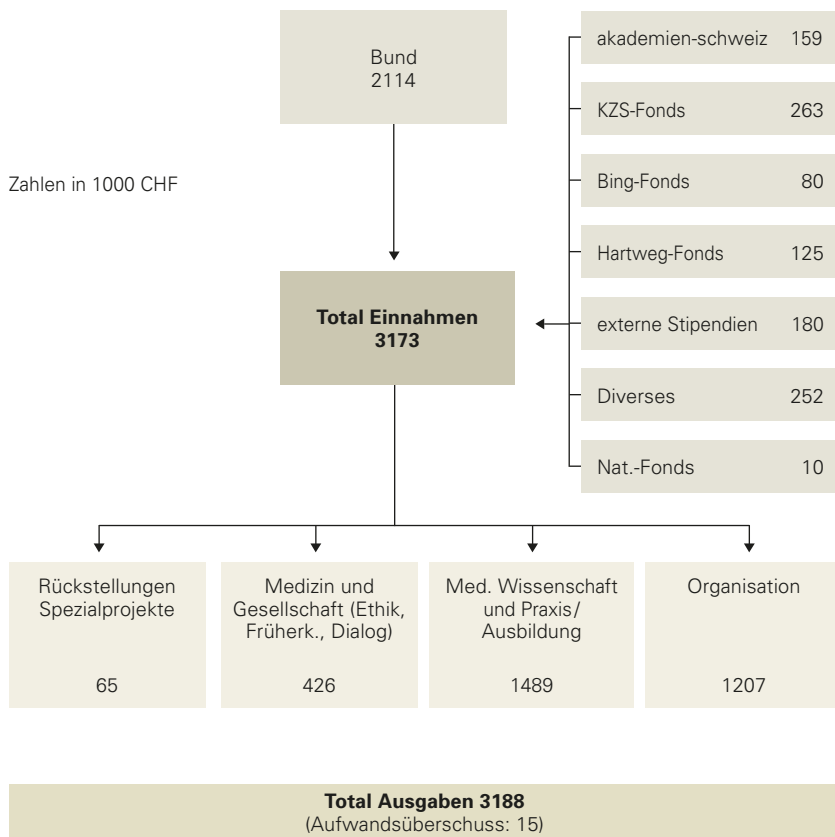 Bund
2114
Zahlen in 1000 CHF
akademien-schweiz 159
KZS-Fonds 263
Bing-Fonds 80
Hartweg-Fonds 125
externe Stipendien 180
Diverses 252
Nat.-Fonds 10
Total Einnahmen
3173
Rückstellungen
Spezialprojekte
65
Medizin und
Gesellschaft (Ethik,
Früherk., Dialog)
426
Med. Wissenschaft
und Praxis/
Ausbildung
1489
Organisation
1207
Total Ausgaben 3188
(Aufwandsüberschuss: 15)